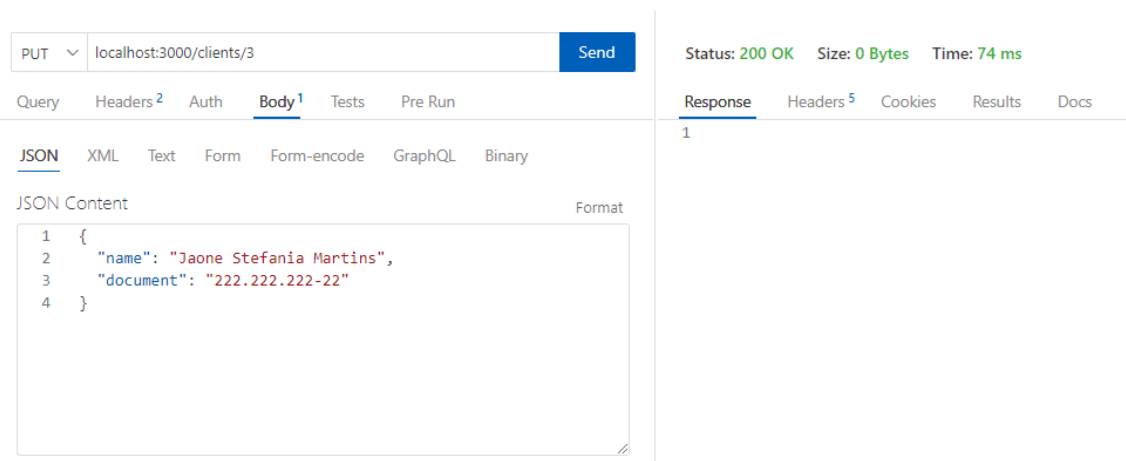 PUT localhost:3000/clients/3 Send
Query Headers 2 Auth Body 1 Tests Pre Run
JSON XML Text Form Form-encode GraphQL Binary
JSON Content Format
1 {
2 "name": "Jaone Stefania Martins",
3 "document": "222.222.222-22"
4 }
Status: 200 OK Size: 0 Bytes Time: 74 ms
Response Headers 5 Cookies Results Docs
1